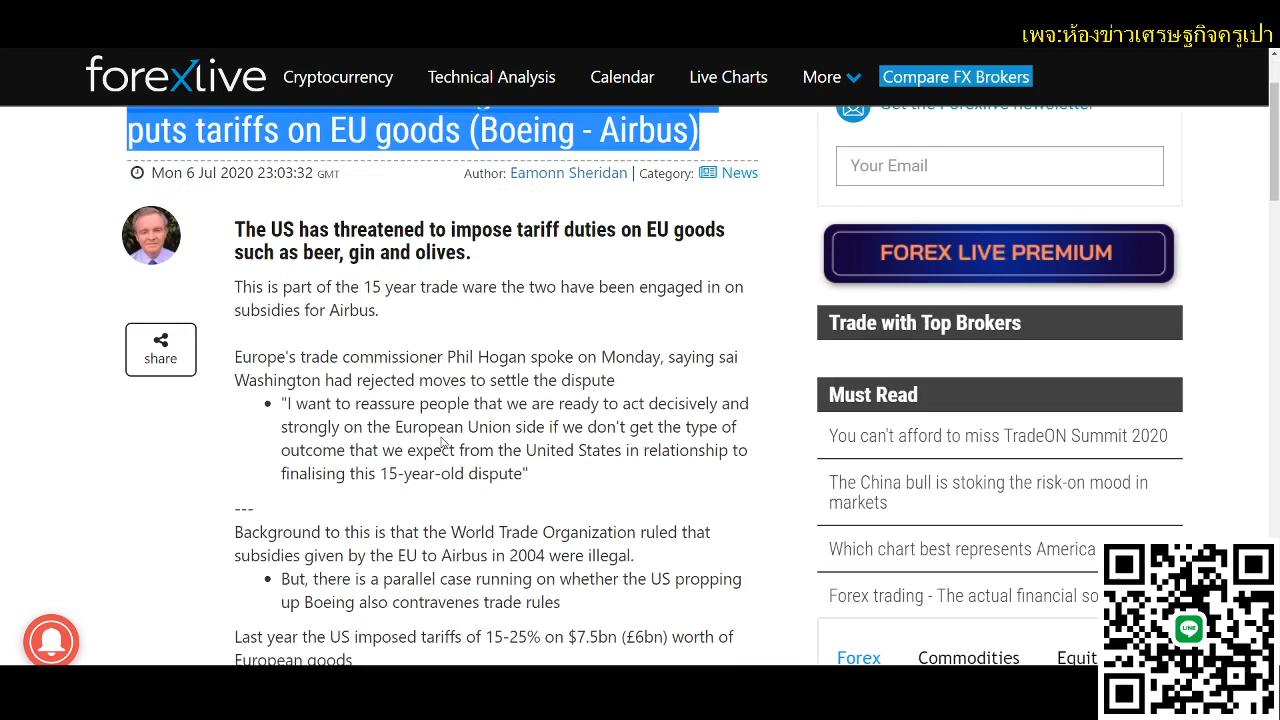 เพจ:ห้องข่าวเศรษฐกิจครูเปา
forexlive Cryptocurrency Technical Analysis Calendar Live Charts More Compare FX Brokers
puts tariffs on EU goods (Boeing - Airbus)
Get the Forexlive newsletter
Your Email
Mon 6 Jul 2020 23:03:32 GMT
Author: Eamonn Sheridan | Category: News
The US has threatened to impose tariff duties on EU goods
such as beer, gin and olives.
This is part of the 15 year trade ware the two have been engaged in on
subsidies for Airbus.
share
Europe's trade commissioner Phil Hogan spoke on Monday, saying sai
Washington had rejected moves to settle the dispute
• "I want to reassure people that we are ready to act decisively and
strongly on the European Union side if we don't get the type of
outcome that we expect from the United States in relationship to
finalising this 15-year-old dispute"
---
Background to this is that the World Trade Organization ruled that
subsidies given by the EU to Airbus in 2004 were illegal.
• But, there is a parallel case running on whether the US propping
up Boeing also contravenes trade rules
Last year the US imposed tariffs of 15-25% on $7.5bn (£6bn) worth of
European goods
FOREX LIVE PREMIUM
Trade with Top Brokers
Must Read
You can't afford to miss TradeON Summit 2020
The China bull is stoking the risk-on mood in
markets
Which chart best represents America
Forex trading - The actual financial so
Forex Commodities Equit
LINE